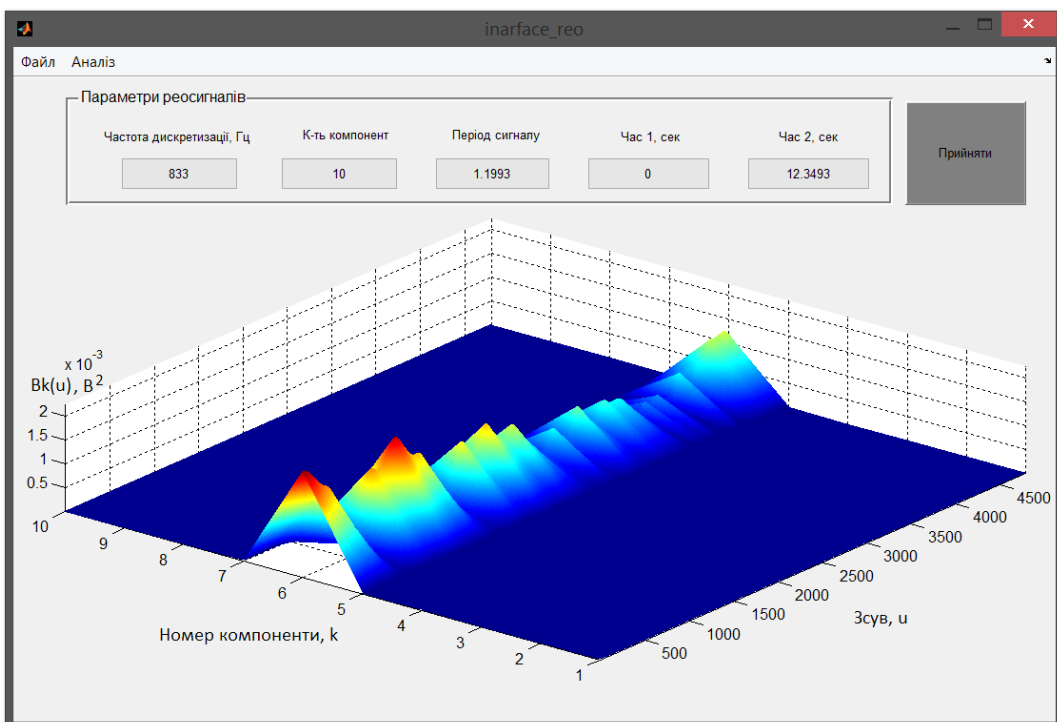 inarface_reo
Файл Аналіз
Параметри реосигналів
Частота дискретизації, Гц К-ть компонент Період сигналу Час 1, сек Час 2, сек
833 10 1.1993 0 12.3493
Прийняти
x 10⁻³
Bk(u), B²
2
1.5
1
0.5
10
9
8
7
6
5
4
3
2
1
Номер компоненти, k
500
1000
1500
2000
2500
3000
3500
4000
4500
Зсув, u